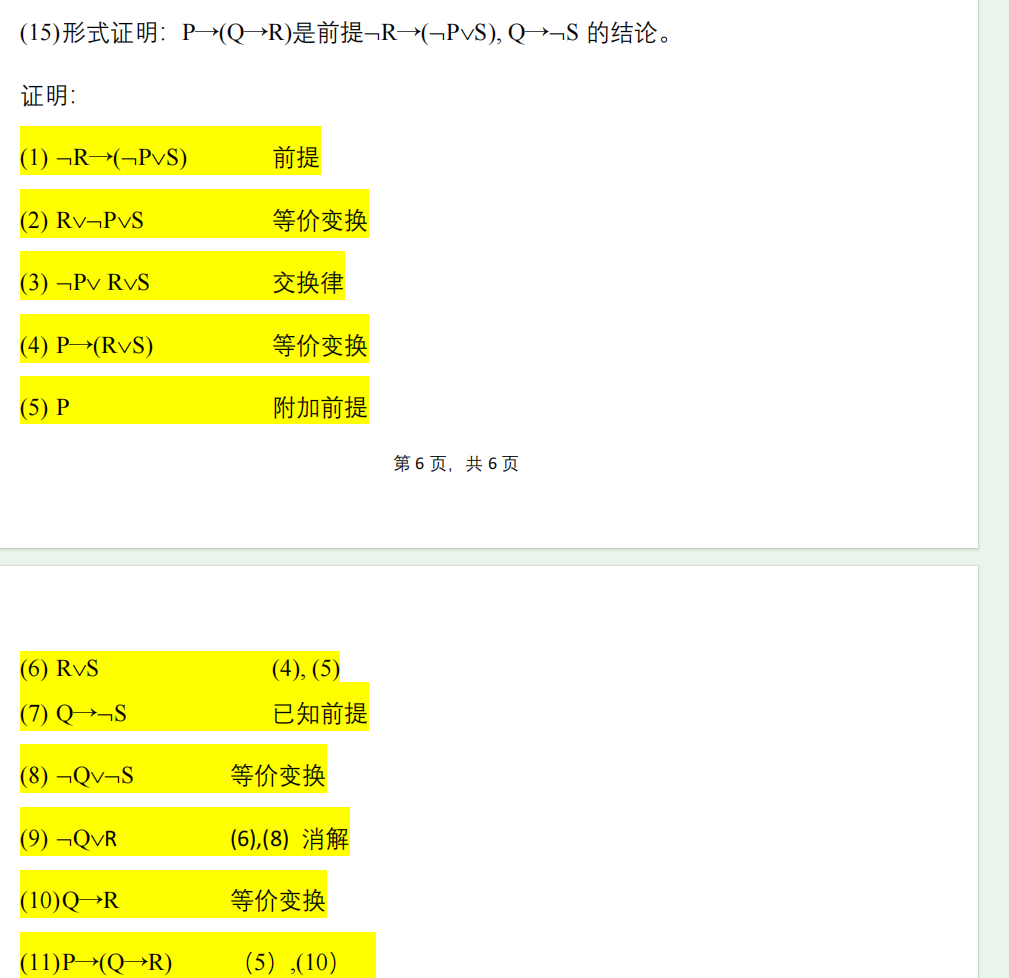 (15)形式证明：P→(Q→R)是前提¬R→(¬P∨S), Q→¬S 的结论。
证明:
(1) ¬R→(¬P∨S) 前提
(2) R∨¬P∨S 等价变换
(3) ¬P∨ R∨S 交换律
(4) P→(R∨S) 等价变换
(5) P 附加前提
第 6 页，共 6 页
(6) R∨S (4), (5)
(7) Q→¬S 已知前提
(8) ¬Q∨¬S 等价变换
(9) ¬Q∨R (6),(8) 消解
(10)Q→R 等价变换
(11)P→(Q→R) （5）,(10)